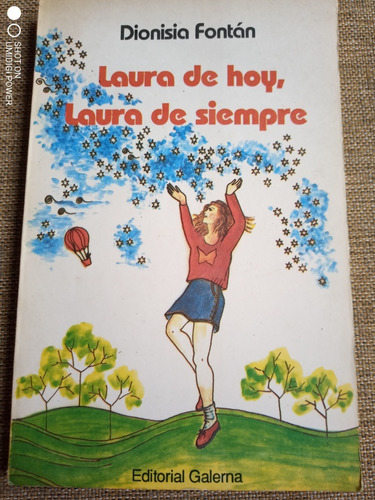 Dionisia Fontán
Laura de hoy,
Laura de siempre
Editorial Galerna
SHOT ON
UMIDIGI POWER